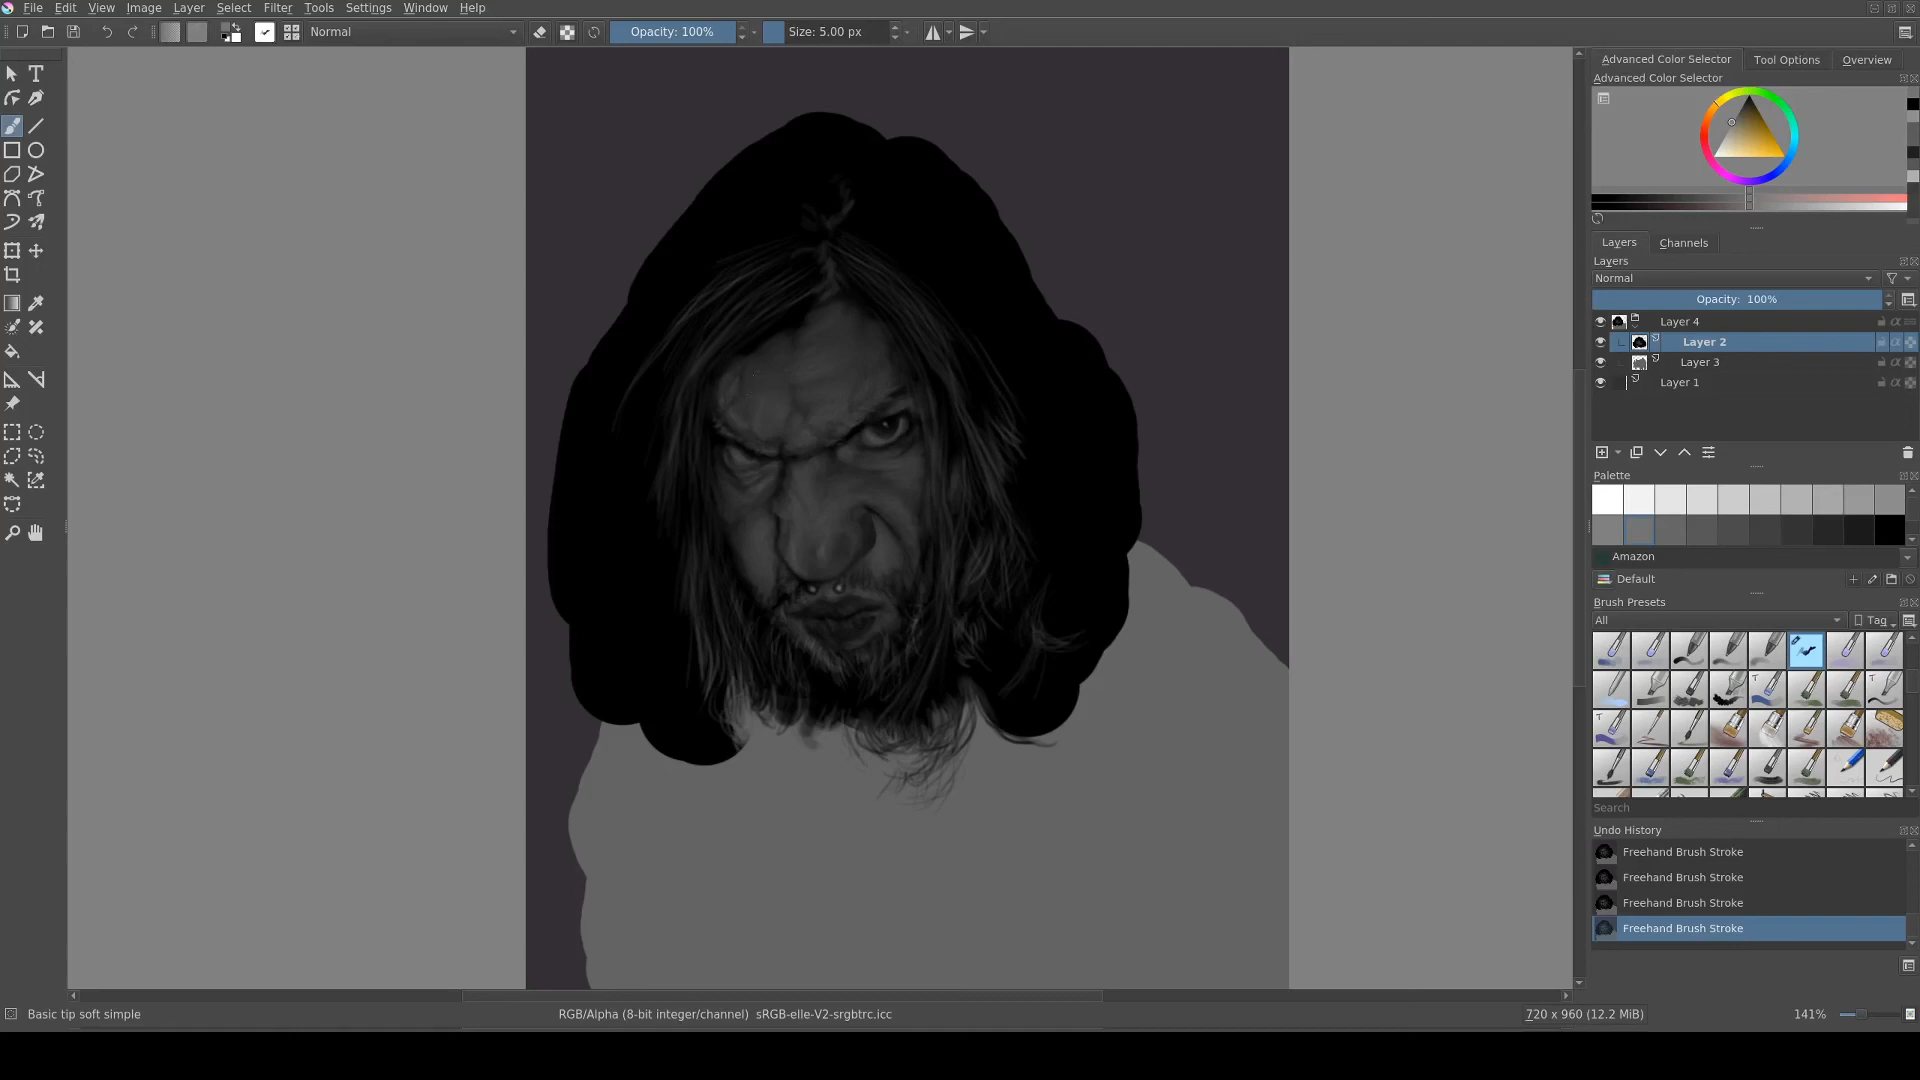 File Edit View Image Layer Select Filter Tools Settings Window Help
Normal Opacity: 100% Size: 5.00 px
Advanced Color Selector Tool Options Overview
Advanced Color Selector
Layers Channels
Layers
Normal
Opacity: 100%
Layer 4
Layer 2
Layer 3
Layer 1
Palette
Amazon
Default
Brush Presets
All Tag
Search
Undo History
Freehand Brush Stroke
Freehand Brush Stroke
Freehand Brush Stroke
Freehand Brush Stroke
Basic tip soft simple RGB/Alpha (8-bit integer/channel) sRGB-elle-V2-srgbtrc.icc 720 x 960 (12.2 MiB) 141%